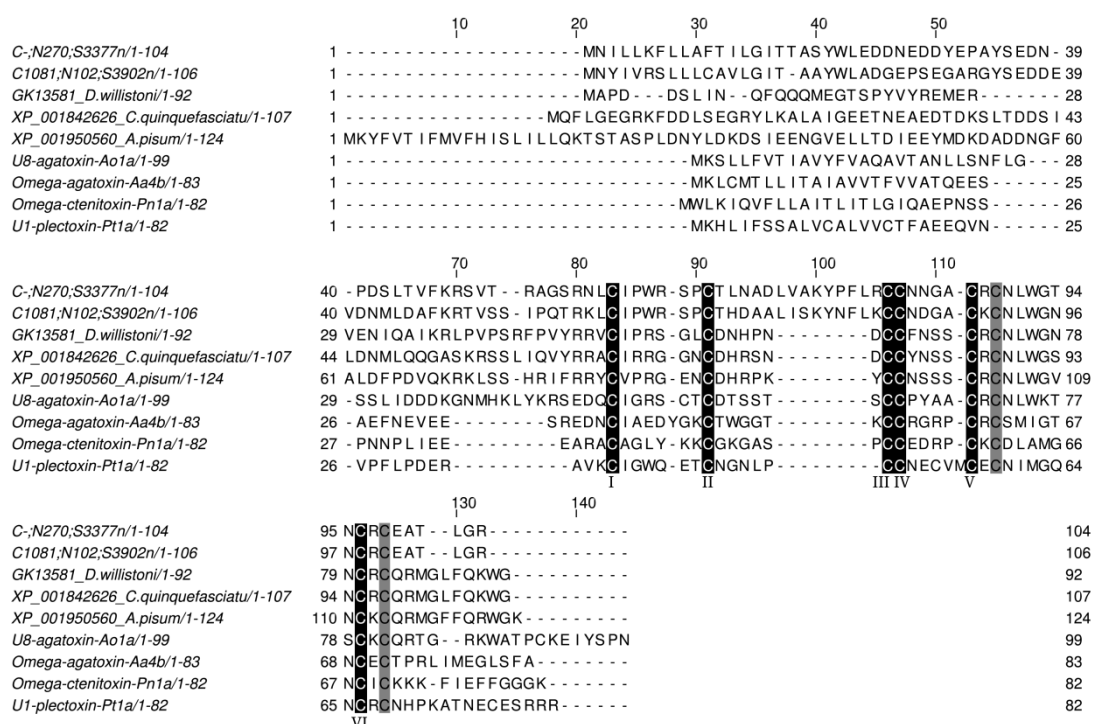 10 20 30 40 50
C-;N270;S3377n/1-104 1 --------------------MNILLKFLLAFTILGITTASYWLEDDNEDDYEPAYSEDN- 39
C1081;N102;S3902n/1-106 1 --------------------MNYIVRSLLLCAVLGIT-AAYWLADGEPSEGARGYSEDDE 39
GK13581_D.willistoni/1-92 1 --------------------MAPD--DSLIN--QFQQQMEGTSPYVYREMER-------- 28
XP_001842626_C.quinquefasciatu/1-107 1 -----------------MQFLGEGRKFDDLSEGRYLKALAIGEETNEAEDTDKSLTDDSI 43
XP_001950560_A.pisum/1-124 1 MKYFVTIFMVFHISLILLQKTSTASPLDNYLDKDSIEENGVELLTDIEEYMDKDADDNGF 60
U8-agatoxin-Ao1a/1-99 1 -----------------------------MKSLLFVTIAVYFVAQAVTANLLSNFLG--- 28
Omega-agatoxin-Aa4b/1-83 1 -----------------------------MKLCMTLLITAIAVVTFVVATQEES------ 25
Omega-ctenitoxin-Pn1a/1-82 1 ----------------------------MWLKIQVFLLAITLITLGIQAEPNSS------ 26
U1-plectoxin-Pt1a/1-82 1 -----------------------------MKHLIFSSALVCALVVCTFAEEQVN------ 25
70 80 90 100 110
C-;N270;S3377n/1-104 40 -PDSLTVFKRSVT--RAGSRNLCIPWR-SPCTLNADLVAKYPFLRCCNNGA-CRCNLWGT 94
C1081;N102;S3902n/1-106 40 VDNMLDAFKRTVSS-IPQTRKLCIPWR-SPCTHDAALISKYNFLKCCNDGA-CKCNLWGN 96
GK13581_D.willistoni/1-92 29 VENIQAIKRLPVPSRFPVYRRVCIPRS-GLCDNHPN-----DCCFNSS-CRCNLWGN 78
XP_001842626_C.quinquefasciatu/1-107 44 LDNMLQQGASKRSSLIQVYRRACIRRG-GNCDHRSN--------DCCYNSS-CRCNLWGS 93
XP_001950560_A.pisum/1-124 61 ALDFPDVQKRKLSS-HRIFRRYCVPRG-ENCDHRPK--------YCCNSSS-CRCNLWGV 109
U8-agatoxin-Ao1a/1-99 29 -SSLIDDDKGNMHKLYKRSEDQCIGRS-CTCDTSST--------SCCPYAA-CRCNLWKT 77
Omega-agatoxin-Aa4b/1-83 26 -AEFNEVEE------SREDNCIAEDYGKCTWGGT--------KCCRGRP-CRCSMIGT 67
Omega-ctenitoxin-Pn1a/1-82 27 -PNNPLIEE--------EARACAGLY-KKCGKGAS--------PCCEDRP-CKCDLAMG 66
U1-plectoxin-Pt1a/1-82 26 -VPFLPDER--------AVKCIGWQ-ETCNGNLP--------CCNECVMCECNIMGQ 64
I II III IV V
130 140
C-;N270;S3377n/1-104 95 NCRCEAT--LGR------------ 104
C1081;N102;S3902n/1-106 97 NCRCEAT--LGR------------ 106
GK13581_D.willistoni/1-92 79 NCRCQRMGLFQKWG---------- 92
XP_001842626_C.quinquefasciatu/1-107 94 NCRCQRMGLFQKWG---------- 107
XP_001950560_A.pisum/1-124 110 NCKCQRMGFFQRWGK-------- 124
U8-agatoxin-Ao1a/1-99 78 SCKCQRTG--RKWATPCKEIYSPN 99
Omega-agatoxin-Aa4b/1-83 68 NCECTPRLIMEGLSFA-------- 83
Omega-ctenitoxin-Pn1a/1-82 67 NCICKKK-FIEFFGGGK------- 82
U1-plectoxin-Pt1a/1-82 65 NCRCNHPKATNECESRRR------ 82
VI